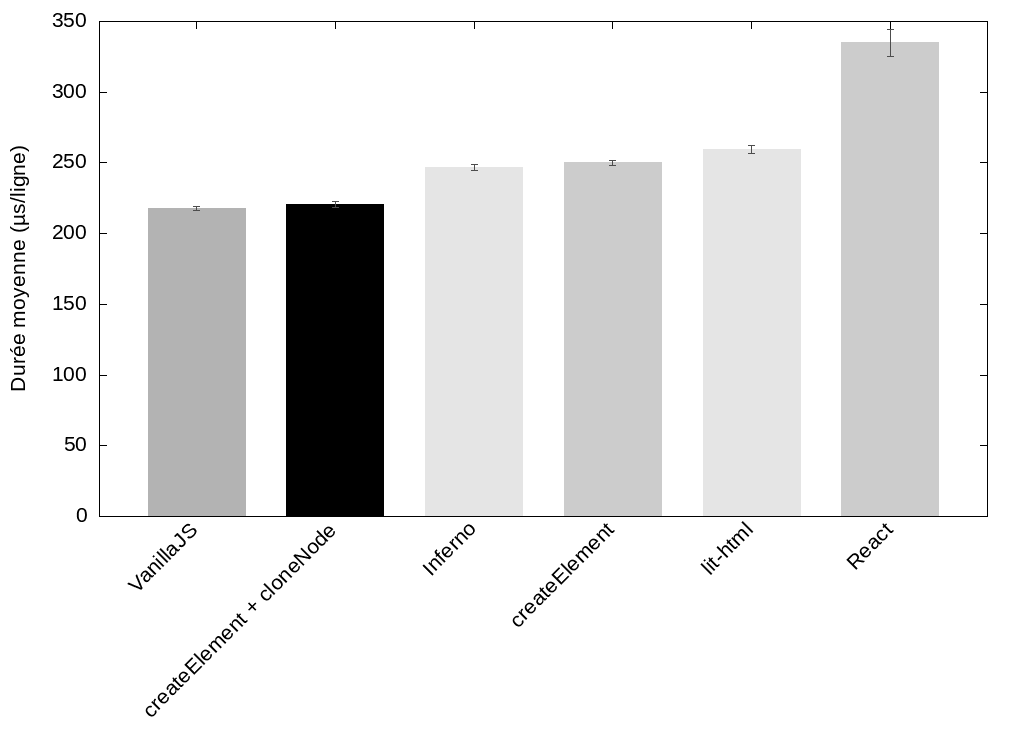 350
300
250
200
150
100
50
0
Durée moyenne (µs/ligne)
VanillaJS
createElement + cloneNode
Inferno
createElement
lit-html
React